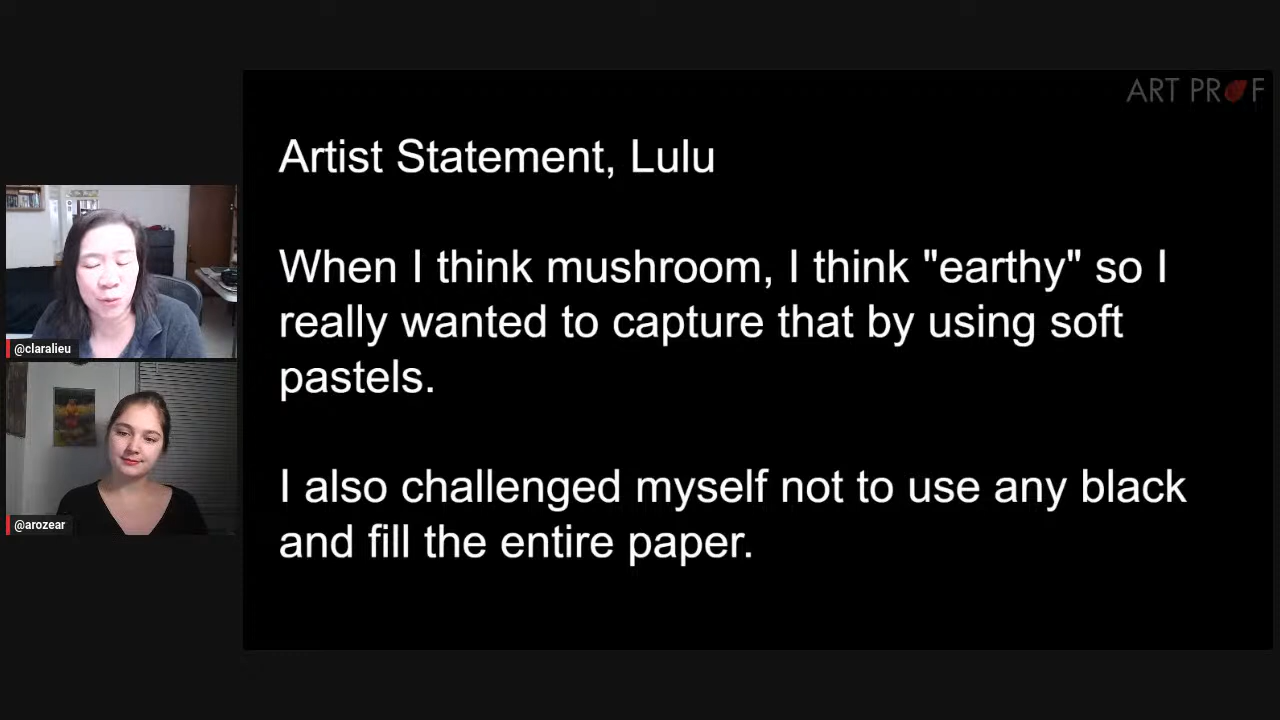 ART PROF
Artist Statement, Lulu
When I think mushroom, I think "earthy" so I
really wanted to capture that by using soft
pastels.
I also challenged myself not to use any black
and fill the entire paper.
@claralieu
@arozear